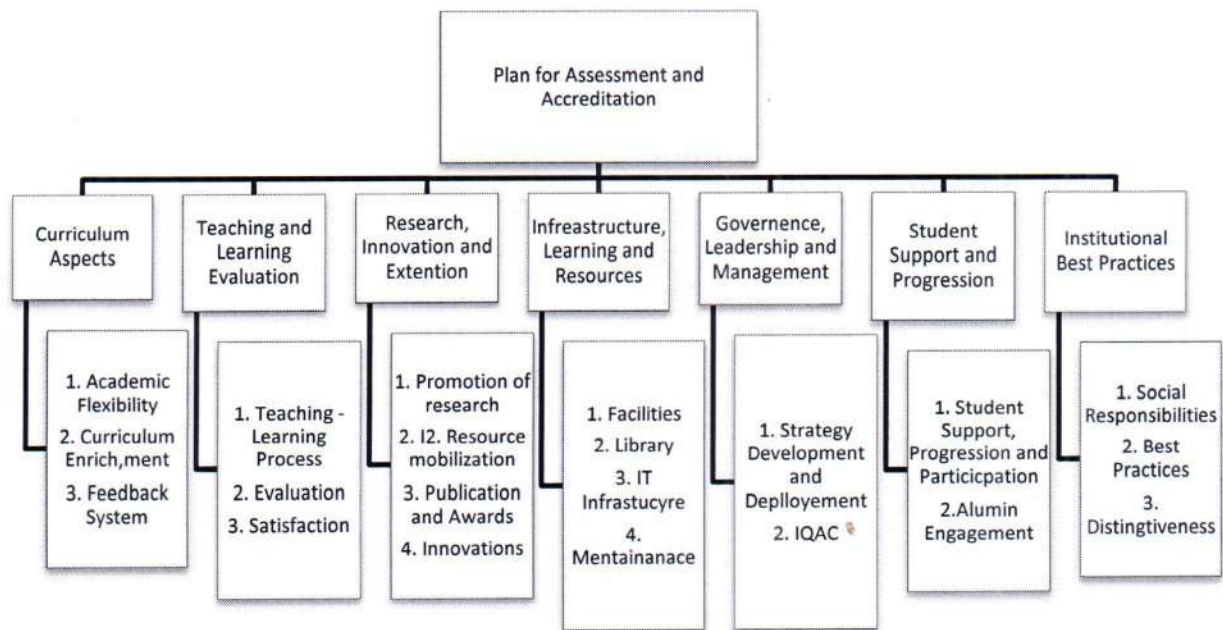 Plan for Assessment and
Accreditation
Curriculum
Aspects
Teaching and
Learning
Evaluation
Research,
Innovation and
Extention
Infreastructure,
Learning and
Resources
Governence,
Leadership and
Management
Student
Support and
Progression
Institutional
Best Practices
1. Academic
Flexibility
2. Curriculum
Enrich,ment
3. Feedback
System
1. Teaching -
Learning
Process
2. Evaluation
3. Satisfaction
1. Promotion of
research
2. I2. Resource
mobilization
3. Publication
and Awards
4. Innovations
1. Facilities
2. Library
3. IT
Infrastucyre
4.
Mentainanace
1. Strategy
Development
and
Deplloyement
2. IQAC
1. Student
Support,
Progression and
Particicpation
2.Alumin
Engagement
1. Social
Responsibilities
2. Best
Practices
3.
Distingtiveness